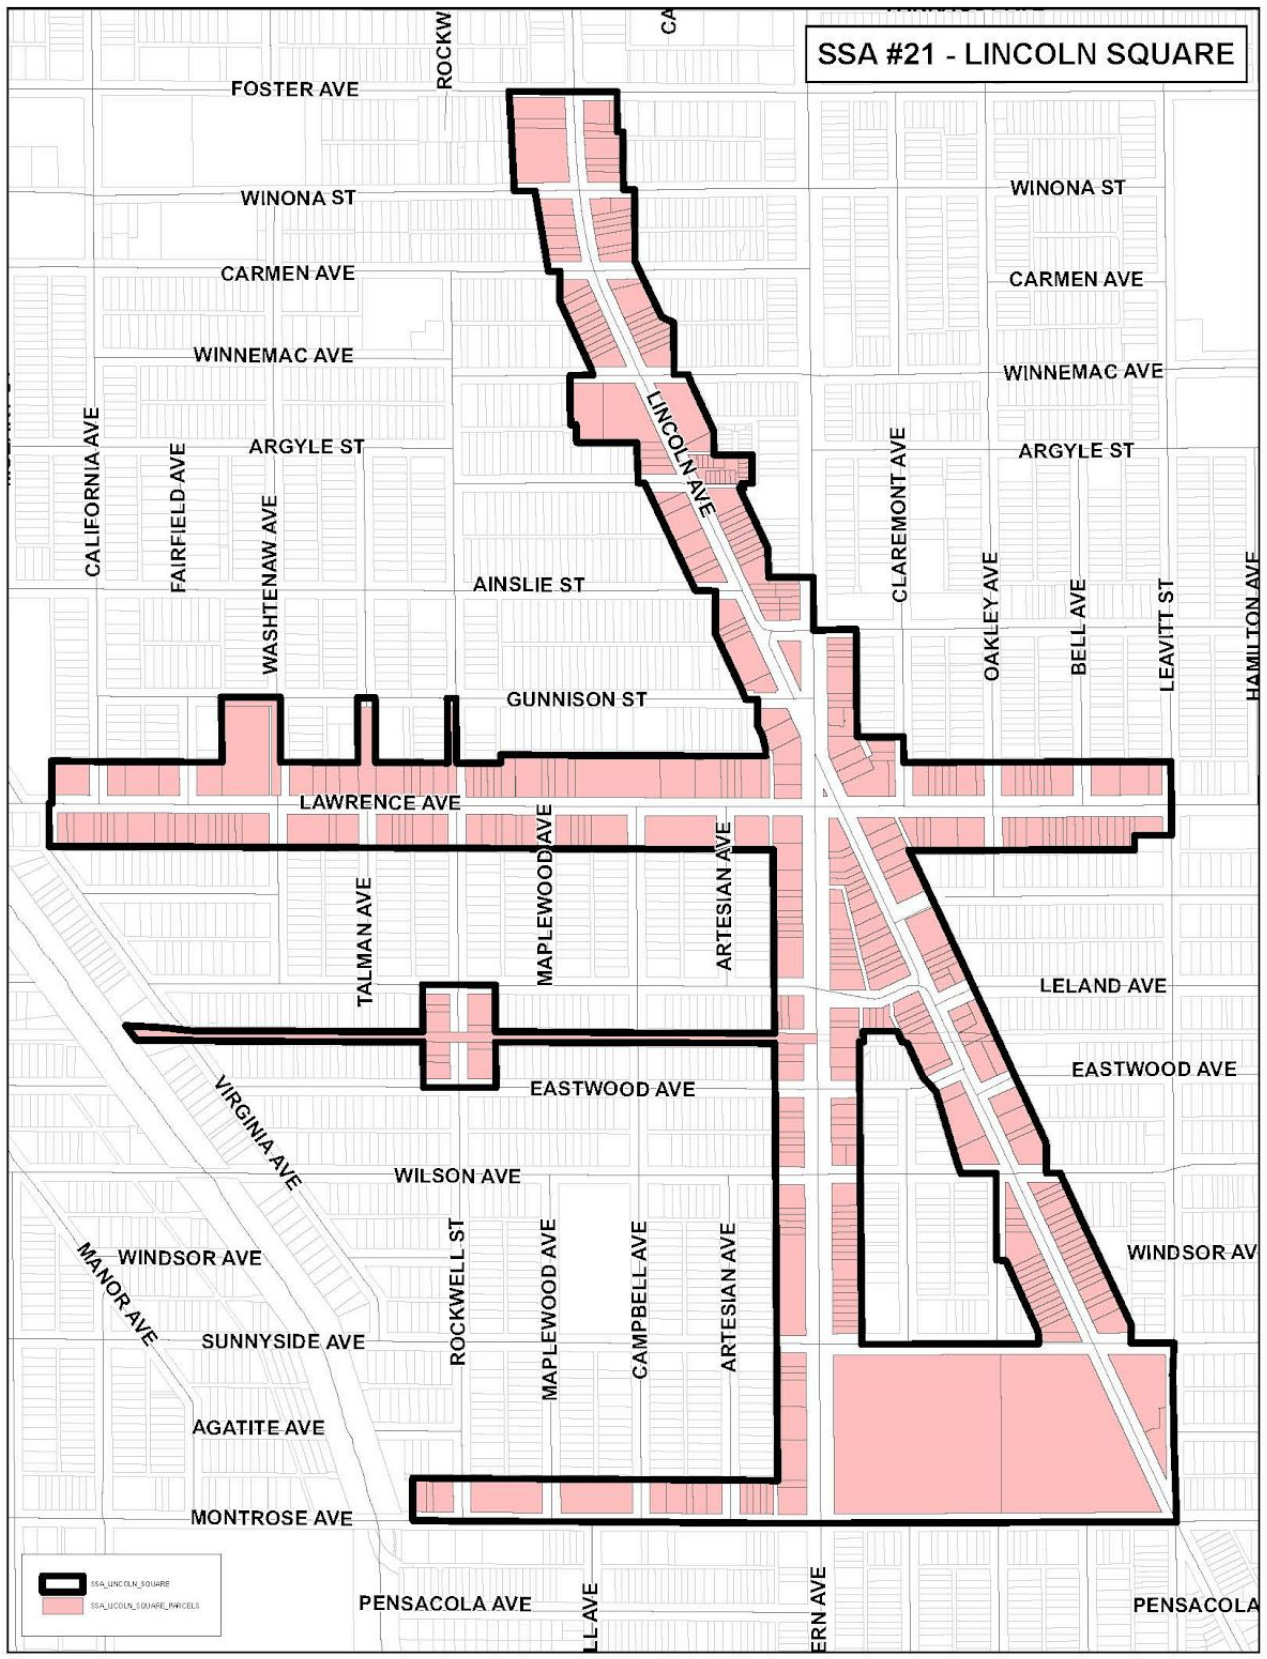 ROCKW
CA
SSA #21 - LINCOLN SQUARE
FOSTER AVE
WINONA ST
WINONA ST
CARMEN AVE
CARMEN AVE
WINNEMAC AVE
WINNEMAC AVE
LINCOLN AVE
ARGYLE ST
ARGYLE ST
CALIFORNIA AVE
FAIRFIELD AVE
WASHTENAW AVE
CLAREMONT AVE
OAKLEY AVE
BELL AVE
LEAVITT ST
HAMILTON AVE
AINSLIE ST
GUNNISON ST
LAWRENCE AVE
TALMAN AVE
MAPLEWOOD AVE
ARTESIAN AVE
LELAND AVE
EASTWOOD AVE
EASTWOOD AVE
VIRGINIA AVE
WILSON AVE
MANOR AVE
WINDSOR AVE
WINDSOR AV
ROCKWELL ST
MAPLEWOOD AVE
CAMPBELL AVE
ARTESIAN AVE
SUNNYSIDE AVE
AGATITE AVE
MONTROSE AVE
SSA_LINCOLN_SQUARE
SSA_LICOLN_SQUARE_PARCELS
PENSACOLA AVE
LL AVE
ERN AVE
PENSACOLA